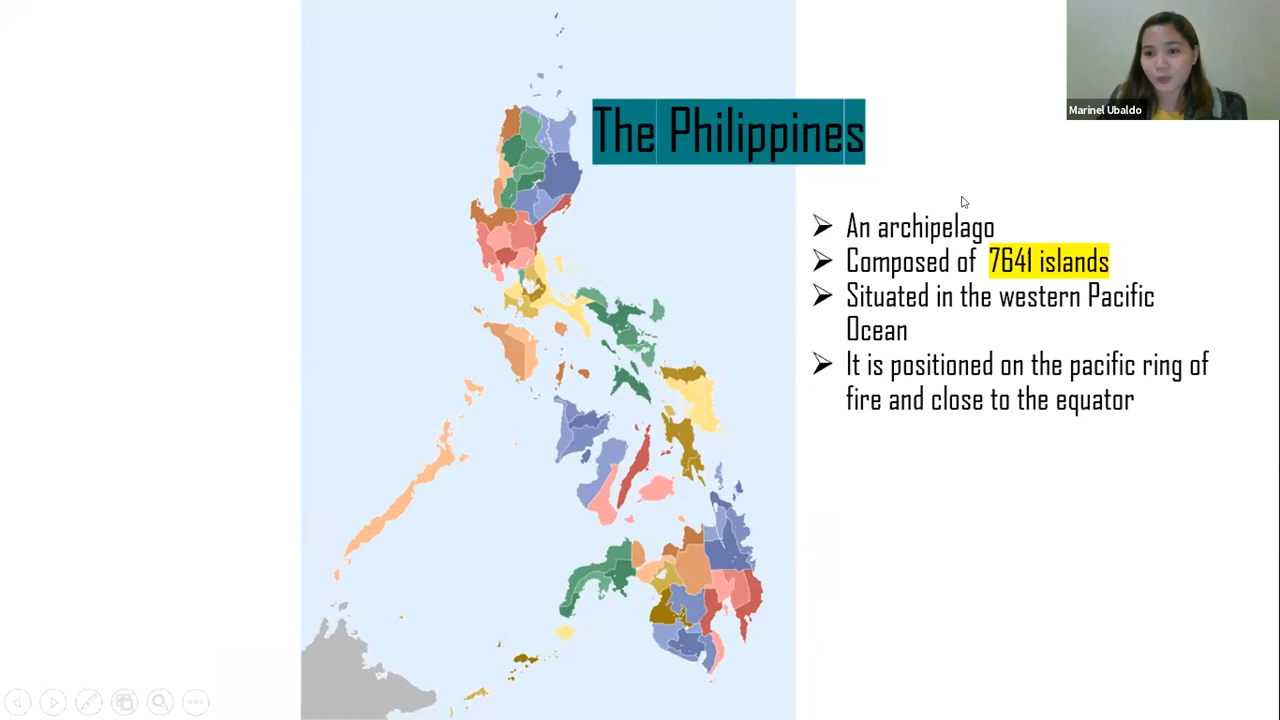 The Philippines
Marinel Ubaldo
➢ An archipelago
➢ Composed of 7641 islands
➢ Situated in the western Pacific
Ocean
➢ It is positioned on the pacific ring of
fire and close to the equator